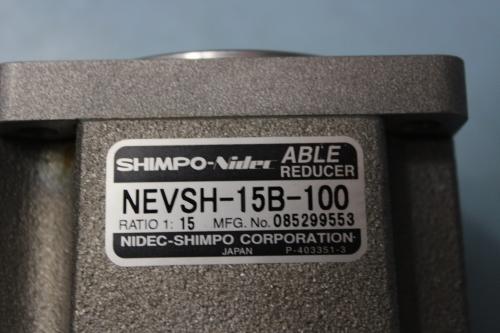 SHIMPO-Nidec ABLE REDUCER
NEVSH-15B-100
RATIO 1: 15 MFG. No. 085299553
NIDEC-SHIMPO CORPORATION
JAPAN P-403351-3